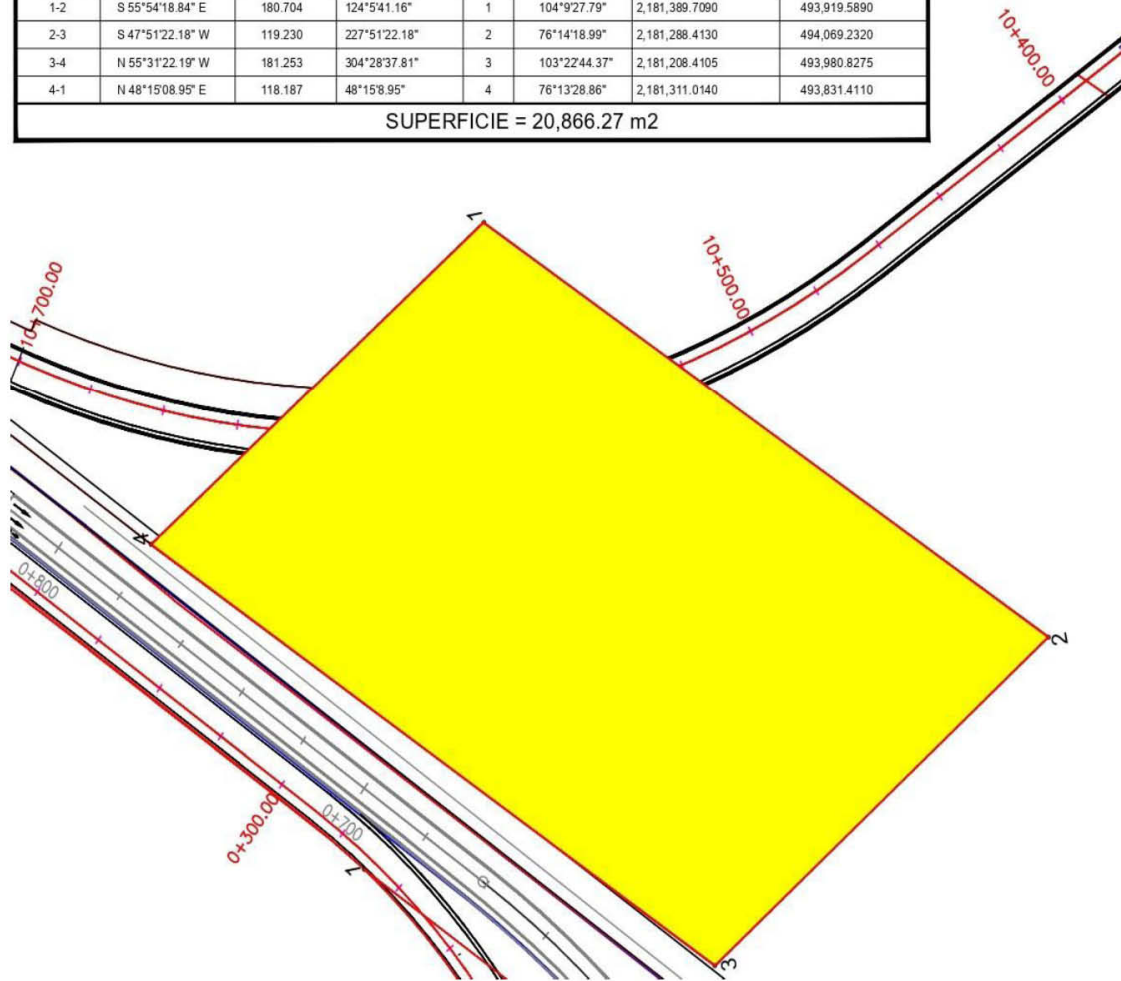 1-2 S 55°54'18.84" E 180.704 124°5'41.16" 1 104°9'27.79" 2,181,389.7090 493,919.5890
2-3 S 47°51'22.18" W 119.230 227°51'22.18" 2 76°14'18.99" 2,181,288.4130 494,069.2320
3-4 N 55°31'22.19" W 181.253 304°28'37.81" 3 103°22'44.37" 2,181,208.4105 493,980.8275
4-1 N 48°15'08.95" E 118.187 48°15'8.95" 4 76°13'28.86" 2,181,311.0140 493,831.4110
SUPERFICIE = 20,866.27 m2
10+400.00
1
10+500.00
10+700.00
4
0+800
2
0+700
0+300.00
1
3